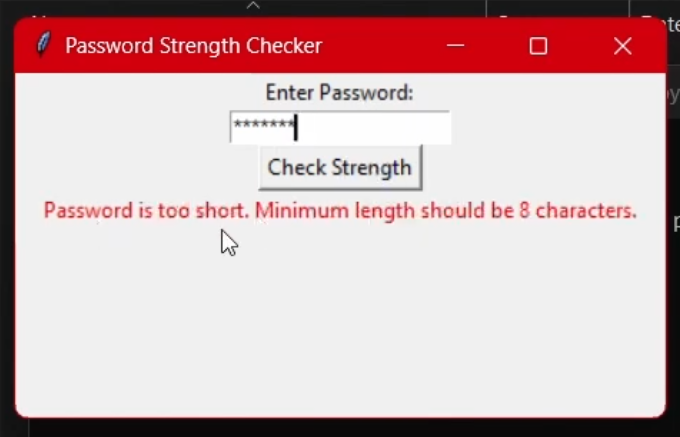 Password Strength Checker
Enter Password:
*******
Check Strength
Password is too short. Minimum length should be 8 characters.